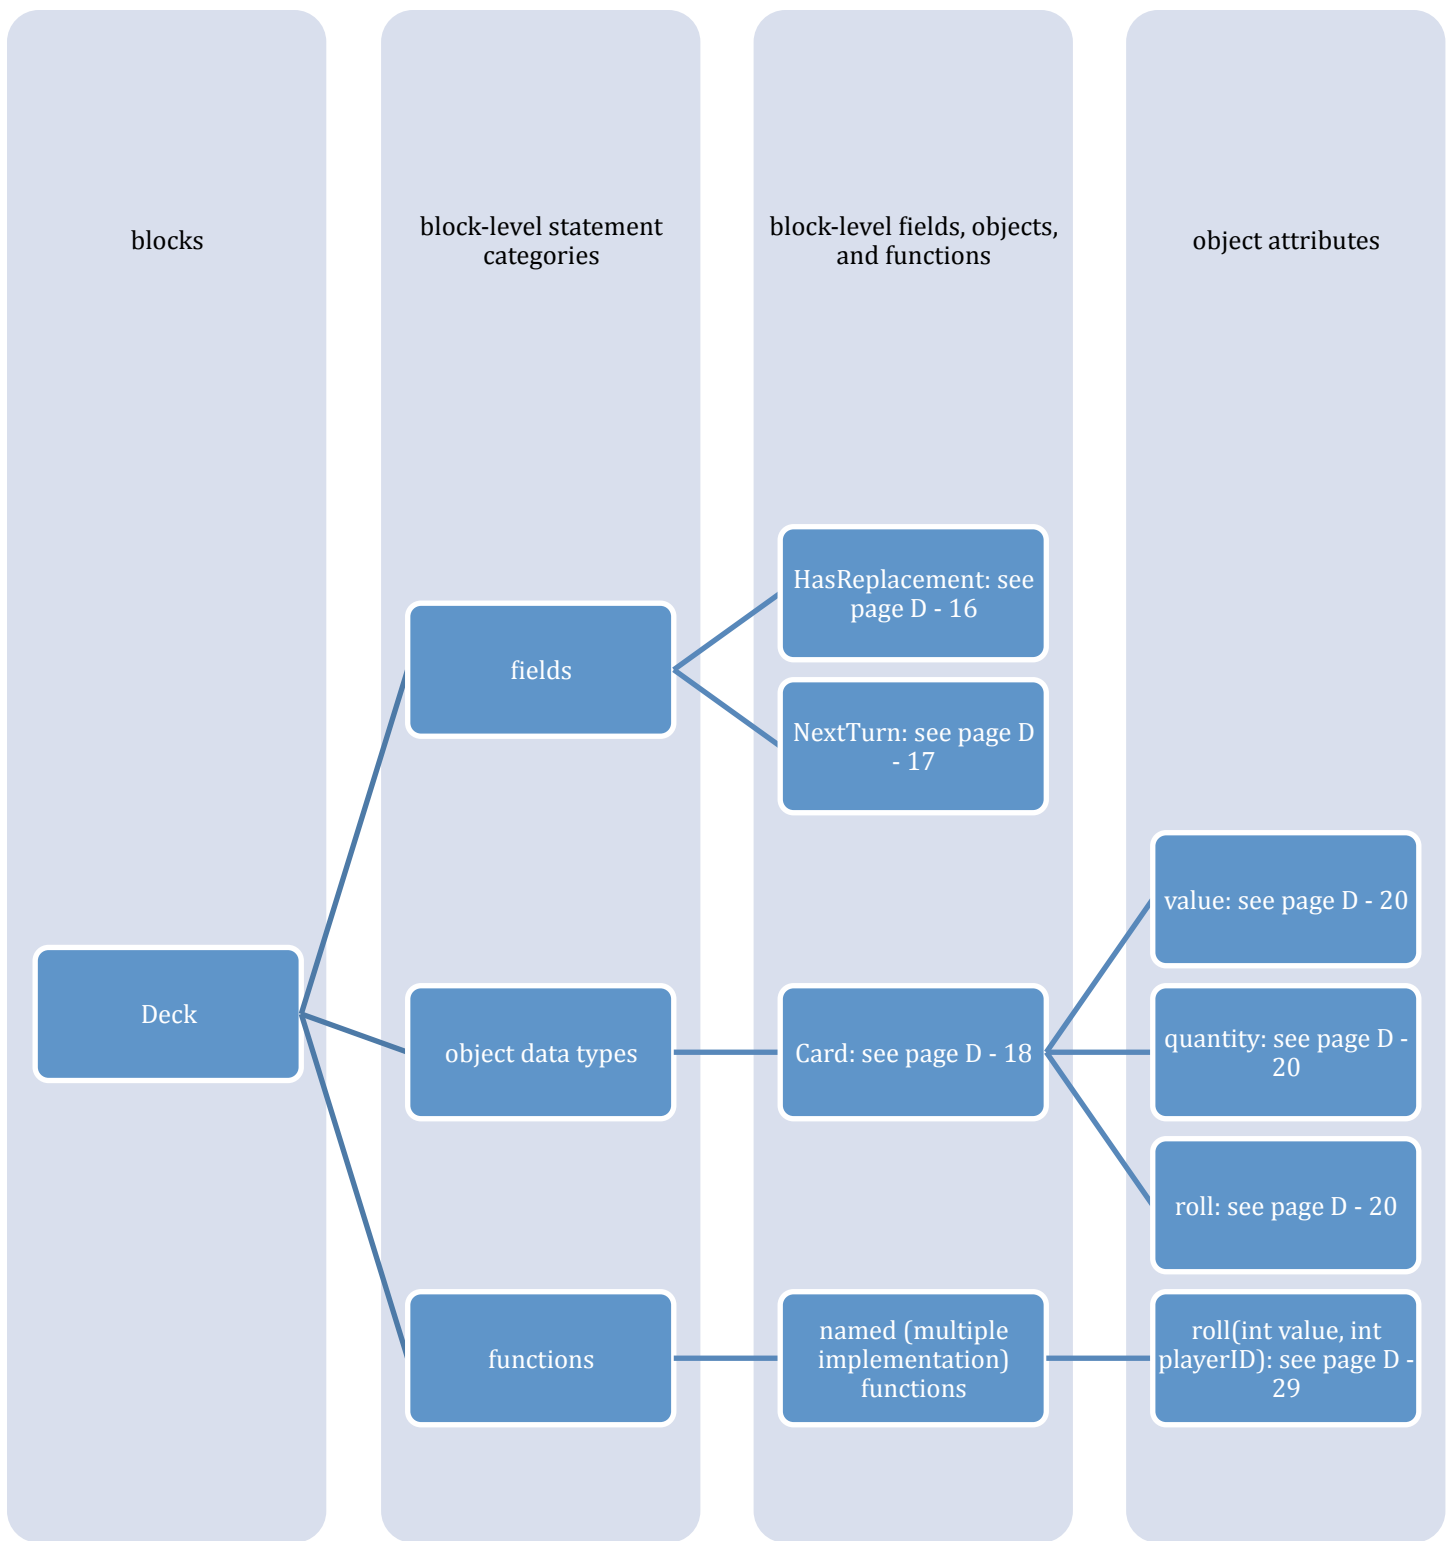 blocks
block-level statement
categories
block-level fields, objects,
and functions
object attributes
HasReplacement: see
page D - 16
fields
NextTurn: see page D
- 17
value: see page D - 20
Deck
object data types
Card: see page D - 18
quantity: see page D -
20
roll: see page D - 20
functions
named (multiple
implementation)
functions
roll(int value, int
playerID): see page D -
29